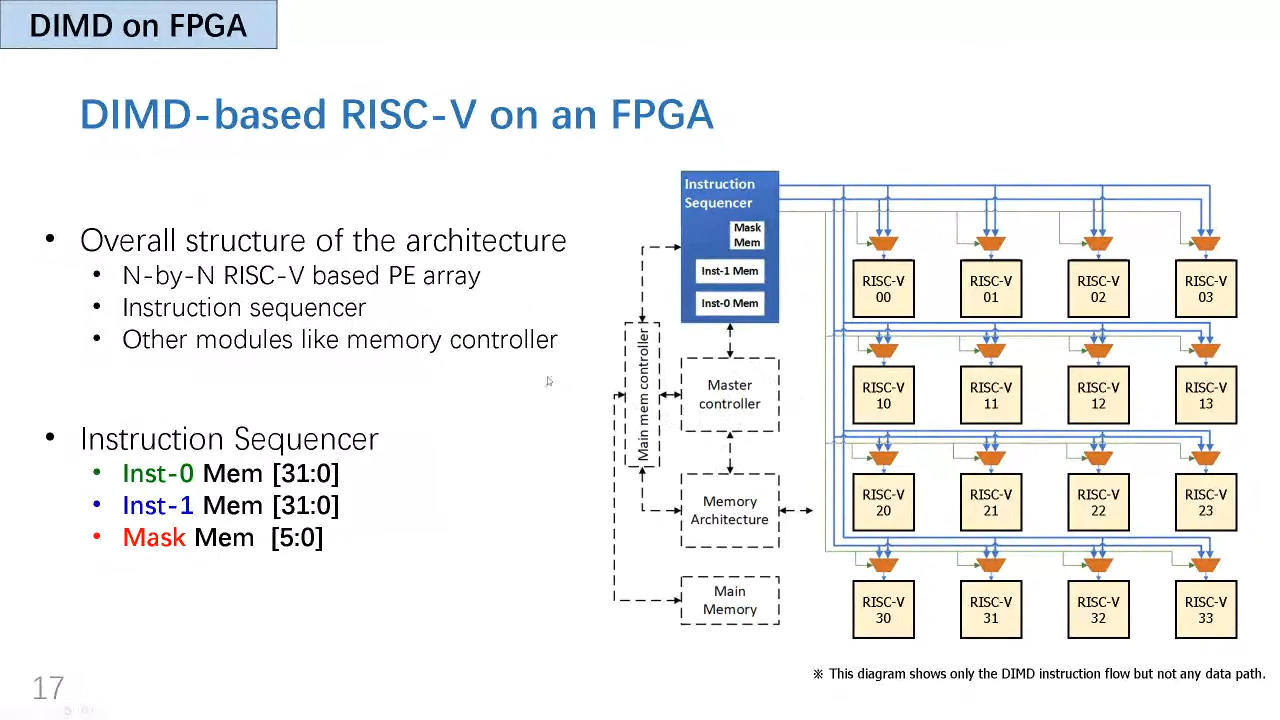 DIMD on FPGA
DIMD-based RISC-V on an FPGA
• Overall structure of the architecture
• N-by-N RISC-V based PE array
• Instruction sequencer
• Other modules like memory controller
• Instruction Sequencer
• Inst-0 Mem [31:0]
• Inst-1 Mem [31:0]
• Mask Mem [5:0]
Instruction
Sequencer
Mask
Mem
Inst-1 Mem
Inst-0 Mem
Main mem controller
Master
controller
Memory
Architecture
Main
Memory
RISC-V
00
RISC-V
01
RISC-V
02
RISC-V
03
RISC-V
10
RISC-V
11
RISC-V
12
RISC-V
13
RISC-V
20
RISC-V
21
RISC-V
22
RISC-V
23
RISC-V
30
RISC-V
31
RISC-V
32
RISC-V
33
※ This diagram shows only the DIMD instruction flow but not any data path.
17